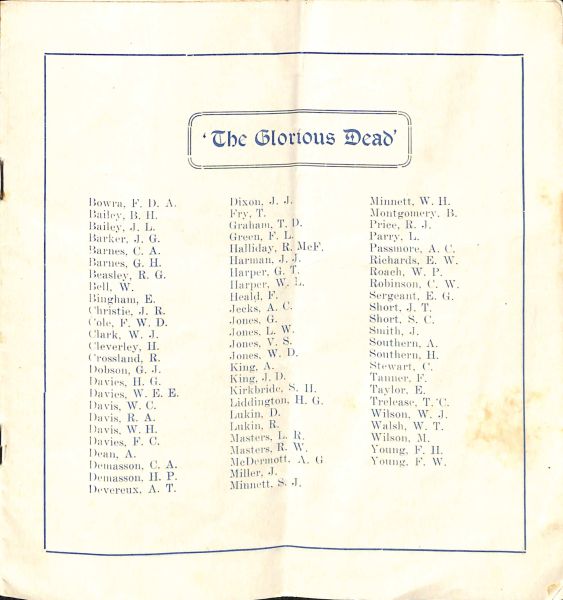 'The Glorious Dead'
Bowra, F. D. A.
Bailey, B. H.
Bailey, J. L.
Barker, J. G.
Barnes, C. A.
Barnes, G. H.
Beasley, R. G.
Bell, W.
Bingham, E.
Christie, J. R.
Cole, F. W. D.
Clark, W. J.
Cleverley, H.
Crossland, R.
Dobson, G. J.
Davies, H. G.
Davies, W. E. E.
Davis, W. C.
Davis, R. A.
Davis, W. H.
Davies, F. C.
Dean, A.
Demasson, C. A.
Demasson, H. P.
Devereux, A. T.
Dixon, J. J.
Fry, T.
Graham, T. D.
Green, F. L.
Halliday, R. McF.
Harman, J. J.
Harper, G. T.
Harper, W. L.
Heald, F.
Jecks, A. C.
Jones, G.
Jones, L. W.
Jones, V. S.
Jones, W. D.
King, A.
King, J. D.
Kirkbride, S. H.
Liddington, H. G.
Lukin, D.
Lukin, R.
Masters, L. R.
Masters, R. W.
McDermott, A. G
Miller, J.
Minnett, S. J.
Minnett, W. H.
Montgomery, B.
Price, R. J.
Parry, L.
Passmore, A. C.
Richards, E. W.
Roach, W. P.
Robinson, C. W.
Sergeant, E. G.
Short, J. T.
Short, S. C.
Smith, J.
Southern, A.
Southern, H.
Stewart, C.
Tanner, F.
Taylor, E.
Trelease, T. C.
Wilson, W. J.
Walsh, W. T.
Wilson, M.
Young, F. H.
Young, F. W.